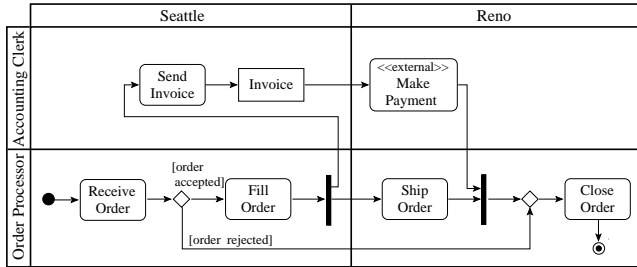 Seattle
Reno
Accounting Clerk
Send
Invoice
Invoice
<<external>>
Make
Payment
Order Processor
Receive
Order
[order
accepted]
Fill
Order
Ship
Order
Close
Order
[order rejected]